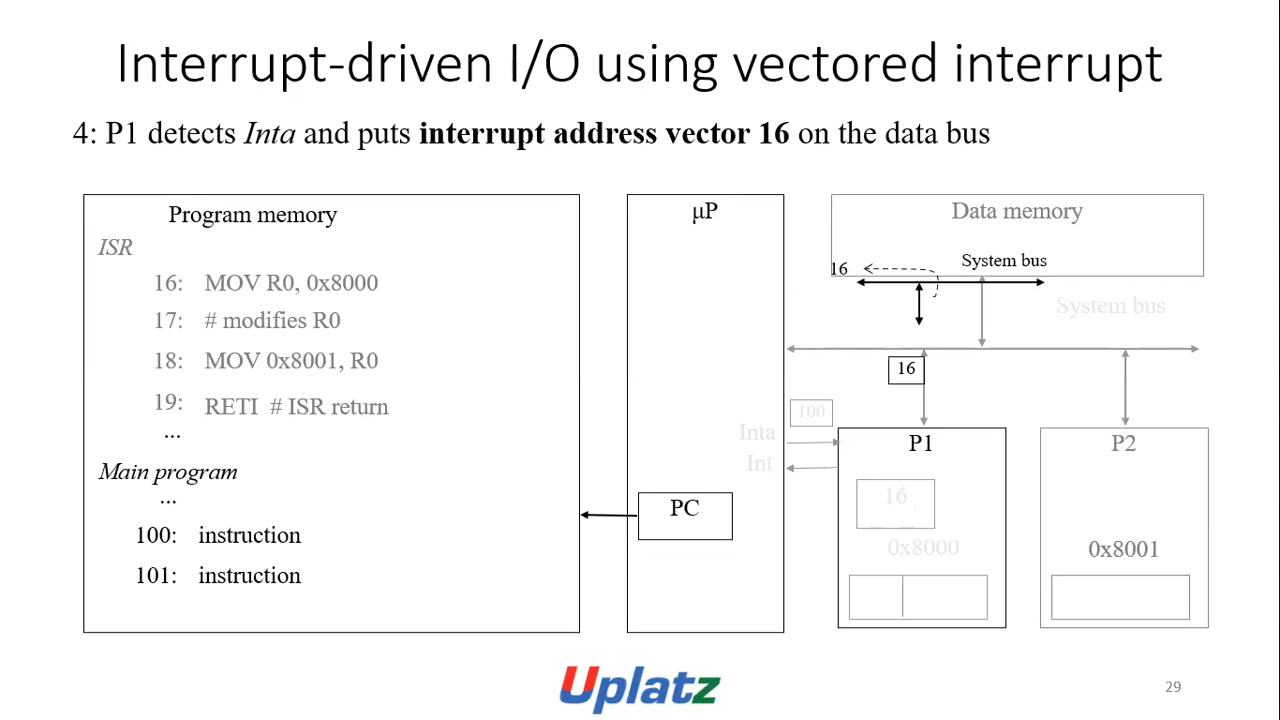 Interrupt-driven I/O using vectored interrupt
4: P1 detects Inta and puts interrupt address vector 16 on the data bus
Program memory
ISR
16: MOV R0, 0x8000
17: # modifies R0
18: MOV 0x8001, R0
19: RETI # ISR return
...
Main program
...
100: instruction
101: instruction
μP
PC
Inta
Int
100
Data memory
16
System bus
System bus
16
P1
16
0x8000
P2
0x8001
Uplatz
29